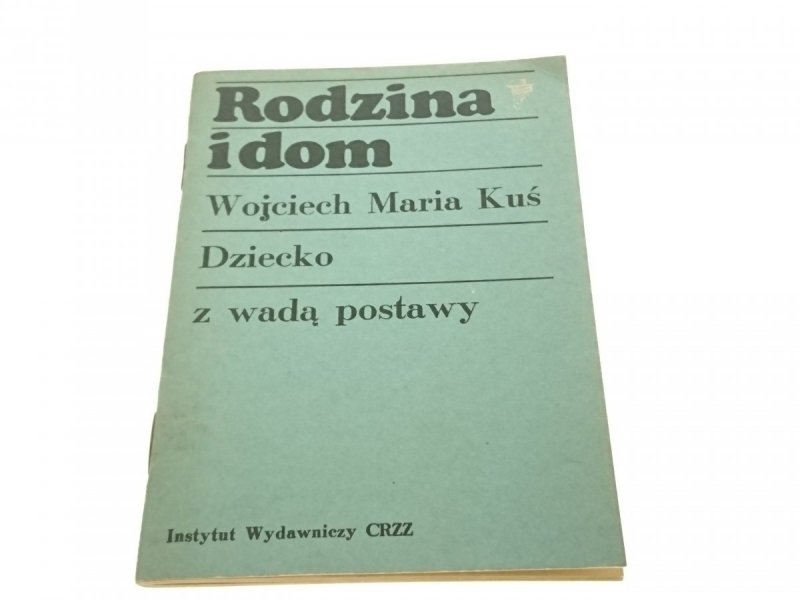 Rodzina
i dom
Wojciech Maria Kuś
Dziecko
z wadą postawy
Instytut Wydawniczy CRZZ